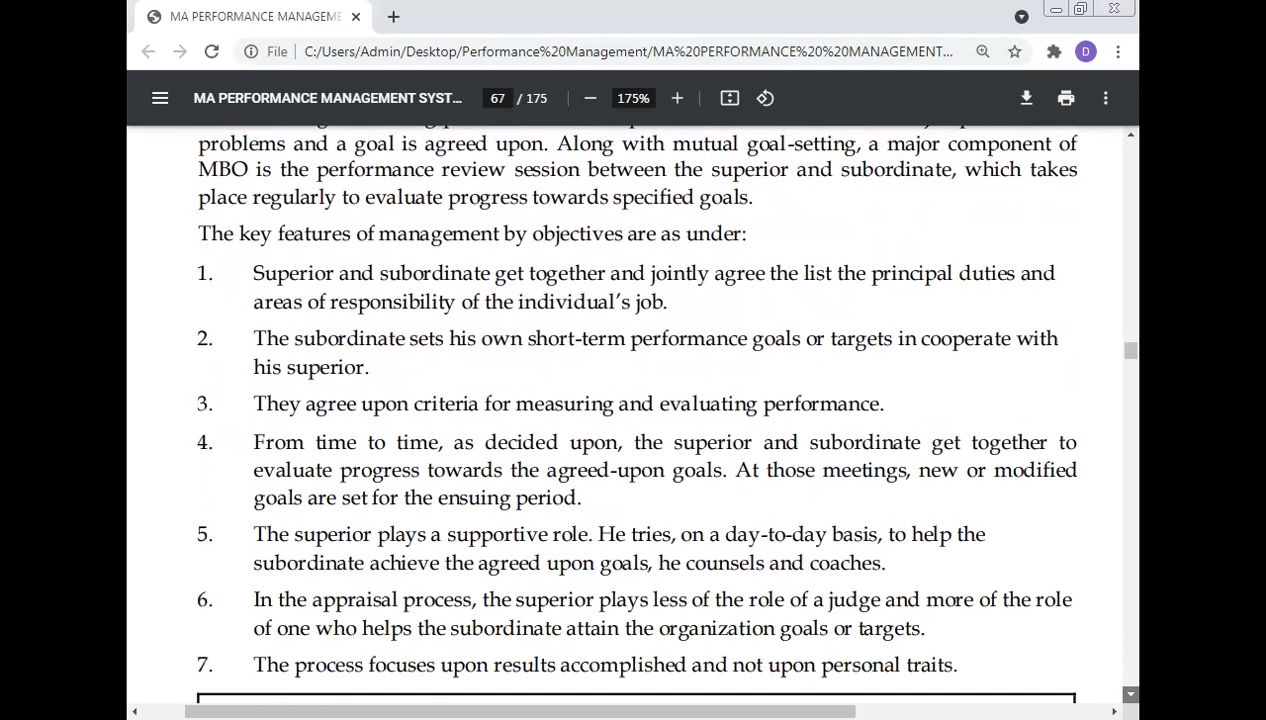 MA PERFORMANCE MANAGEME
File C:/Users/Admin/Desktop/Performance%20Management/MA%20PERFORMANCE%20%20MANAGEMENT... D
MA PERFORMANCE MANAGEMENT SYST... 67 / 175 175%
problems and a goal is agreed upon. Along with mutual goal-setting, a major component of
MBO is the performance review session between the superior and subordinate, which takes
place regularly to evaluate progress towards specified goals.
The key features of management by objectives are as under:
1. Superior and subordinate get together and jointly agree the list the principal duties and
areas of responsibility of the individual's job.
2. The subordinate sets his own short-term performance goals or targets in cooperate with
his superior.
3. They agree upon criteria for measuring and evaluating performance.
4. From time to time, as decided upon, the superior and subordinate get together to
evaluate progress towards the agreed-upon goals. At those meetings, new or modified
goals are set for the ensuing period.
5. The superior plays a supportive role. He tries, on a day-to-day basis, to help the
subordinate achieve the agreed upon goals, he counsels and coaches.
6. In the appraisal process, the superior plays less of the role of a judge and more of the role
of one who helps the subordinate attain the organization goals or targets.
7. The process focuses upon results accomplished and not upon personal traits.